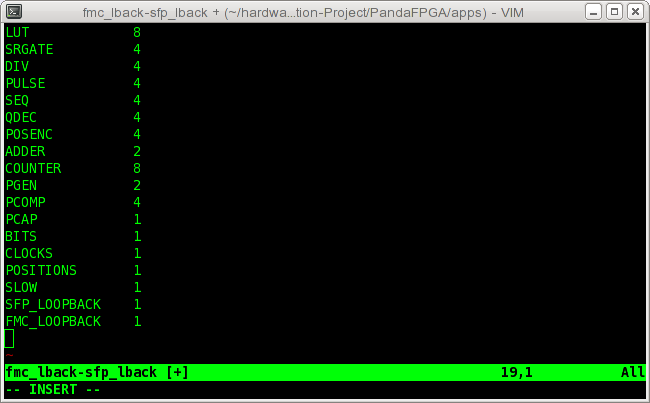 fmc_lback-sfp_lback + (~/hardwa...tion-Project/PandaFPGA/apps) - VIM
LUT 8
SRGATE 4
DIV 4
PULSE 4
SEQ 4
QDEC 4
POSENC 4
ADDER 2
COUNTER 8
PGEN 2
PCOMP 4
PCAP 1
BITS 1
CLOCKS 1
POSITIONS 1
SLOW 1
SFP_LOOPBACK 1
FMC_LOOPBACK 1
~
fmc_lback-sfp_lback [+] 19,1 All
-- INSERT --